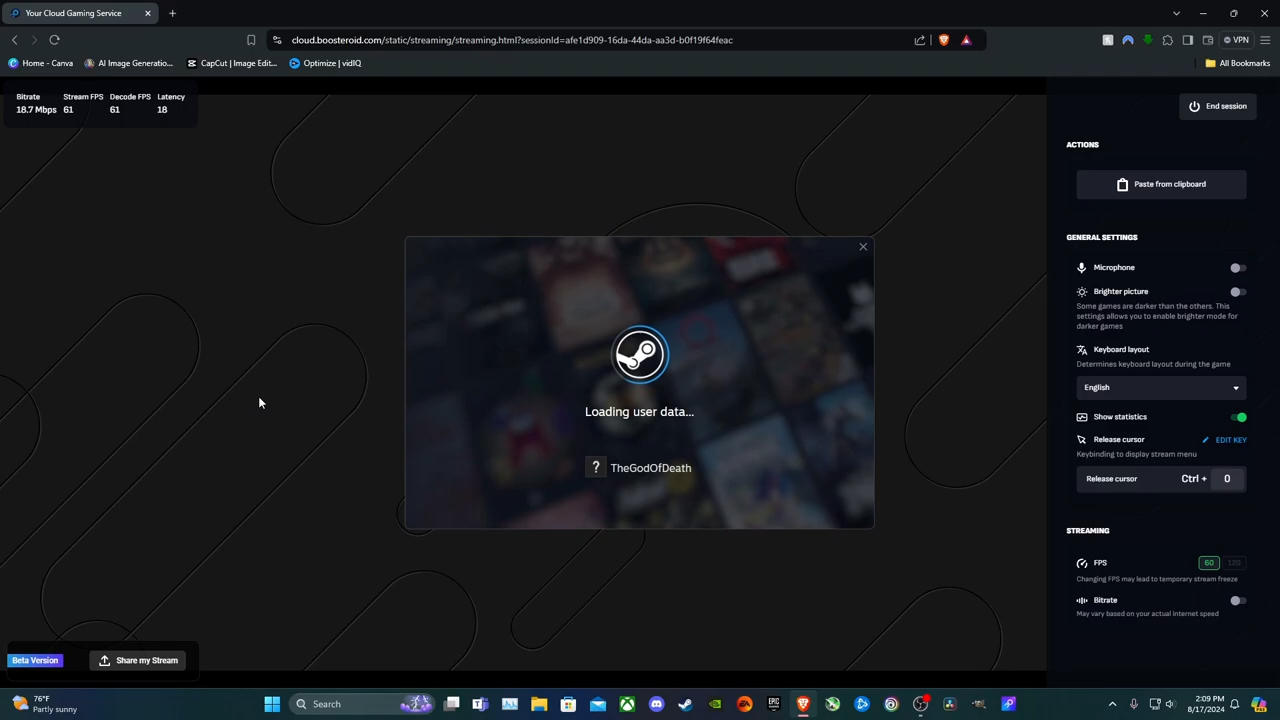 Your Cloud Gaming Service
cloud.boosteroid.com/static/streaming/streaming.html?sessionId=afe1d909-16da-44da-aa3d-b0f19f64feac
VPN
Home - Canva
AI Image Generatio...
CapCut | Image Edit...
Optimize | vidIQ
All Bookmarks
Bitrate Stream FPS Decode FPS Latency
18.7 Mbps 61 61 18
End session
ACTIONS
Paste from clipboard
GENERAL SETTINGS
Microphone
Brighter picture
Some games are darker than the others. This
settings allows you to enable brighter mode for
darker games
Keyboard layout
Determines keyboard layout during the game
English
Show statistics
Release cursor EDIT KEY
Keybinding to display stream menu
Release cursor Ctrl + 0
STREAMING
FPS 60 120
Changing FPS may lead to temporary stream freeze
Bitrate
May vary based on your actual internet speed
Loading user data...
? TheGodOfDeath
Beta Version
Share my Stream
76°F
Partly sunny
Search
EPIC
2:09 PM
8/17/2024